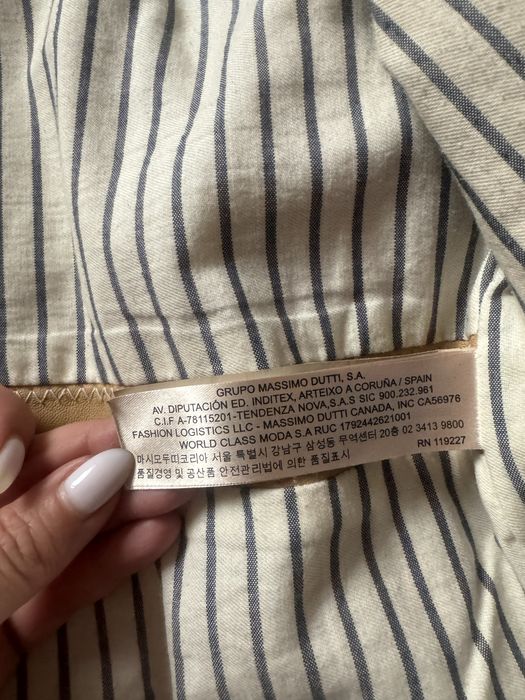 GRUPO MASSIMO DUTTI, S.A.
AV. DIPUTACIÓN ED. INDITEX, ARTEIXO A CORUÑA / SPAIN
C.I.F A-78115201-TENDENZA NOVA,S.A.S SIC 900.232.961
FASHION LOGISTICS LLC - MASSIMO DUTTI CANADA, INC CA56976
WORLD CLASS MODA S.A RUC 1792442621001
마시모두띠코리아 서울 특별시 강남구 삼성동 무역센터 20층 02 3413 9800
품질경영 및 공산품 안전관리법에 의한 품질표시 RN 119227